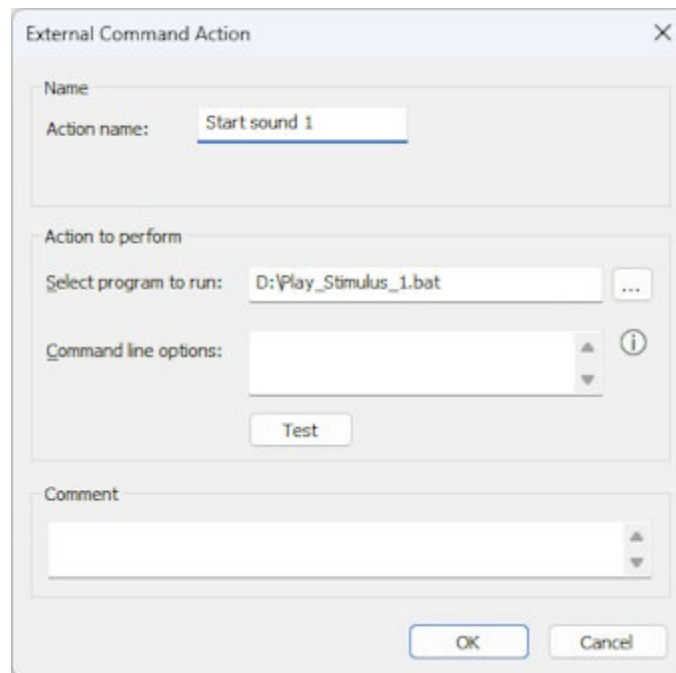 External Command Action
Name
Action name: Start sound 1
Action to perform
Select program to run: D:\Play_Stimulus_1.bat ...
Command line options:
Test
Comment
OK Cancel